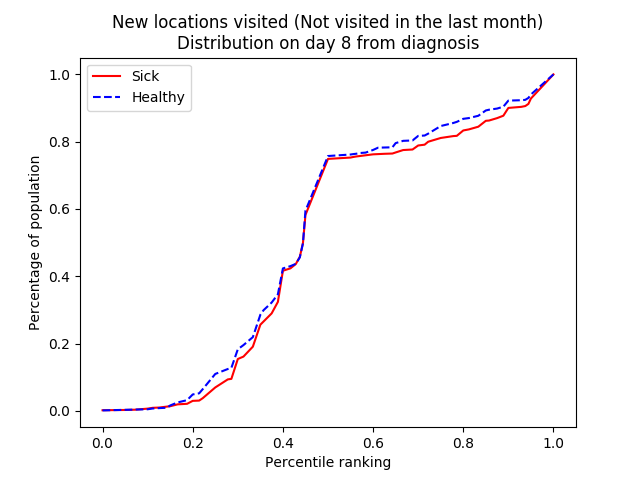 New locations visited (Not visited in the last month)
Distribution on day 8 from diagnosis
Sick
Healthy
Percentage of population
1.0
0.8
0.6
0.4
0.2
0.0
0.0 0.2 0.4 0.6 0.8 1.0
Percentile ranking